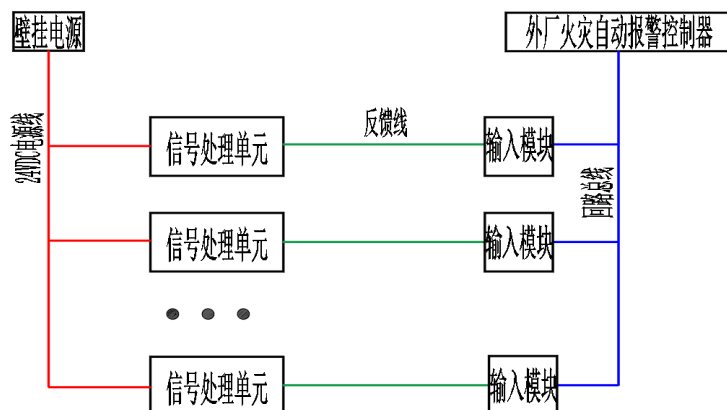 壁挂电源
外厂火灾自动报警控制器
24VDC电源线
信号处理单元
反馈线
输入模块
回路总线
信号处理单元
输入模块
信号处理单元
输入模块